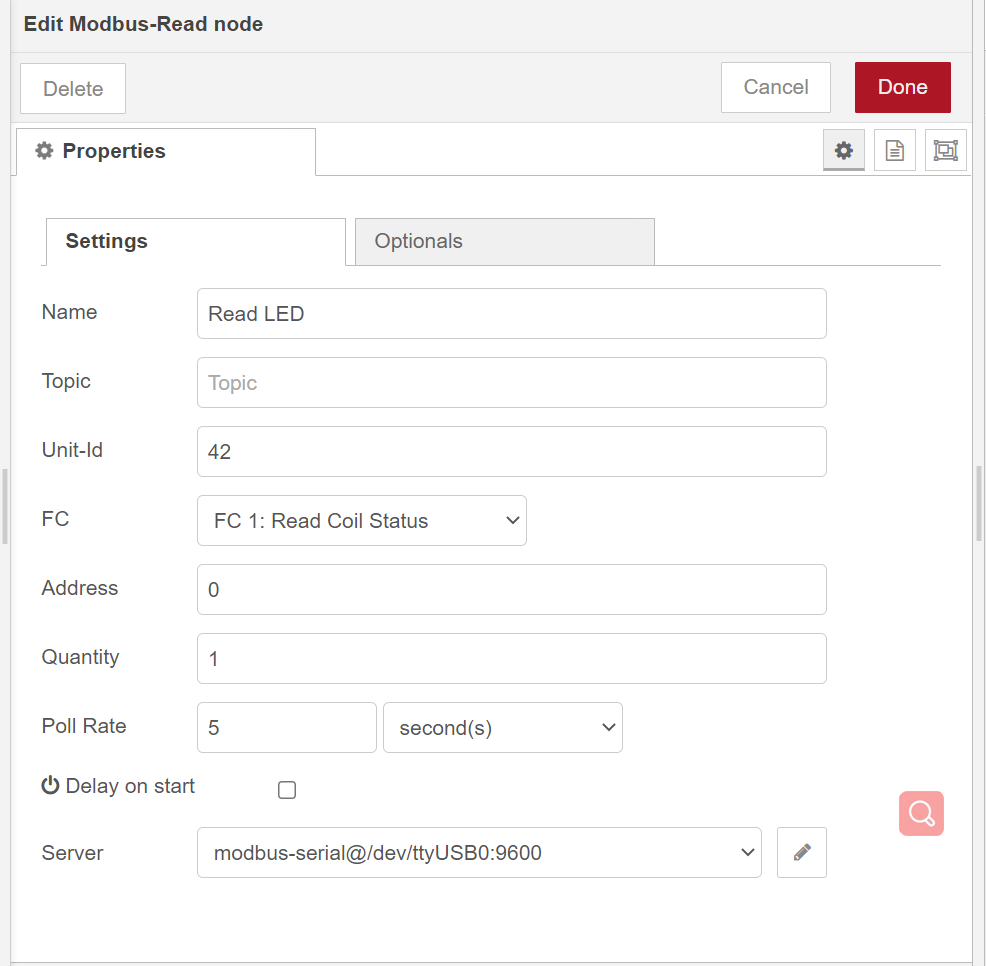 Edit Modbus-Read node
Delete
Cancel
Done
Properties
Settings
Optionals
Name
Read LED
Topic
Topic
Unit-Id
42
FC
FC 1: Read Coil Status
Address
0
Quantity
1
Poll Rate
5
second(s)
Delay on start
Server
modbus-serial@/dev/ttyUSB0:9600